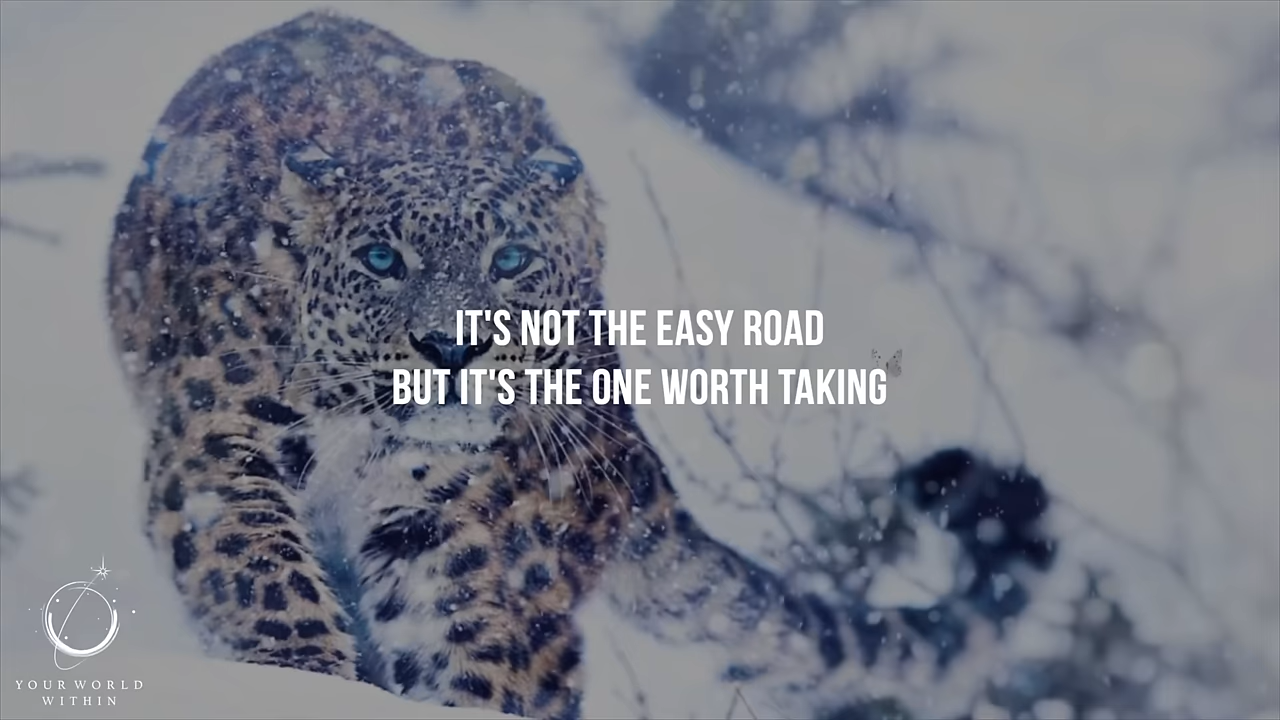 IT'S NOT THE EASY ROAD
BUT IT'S THE ONE WORTH TAKING
YOUR WORLD
WITHIN